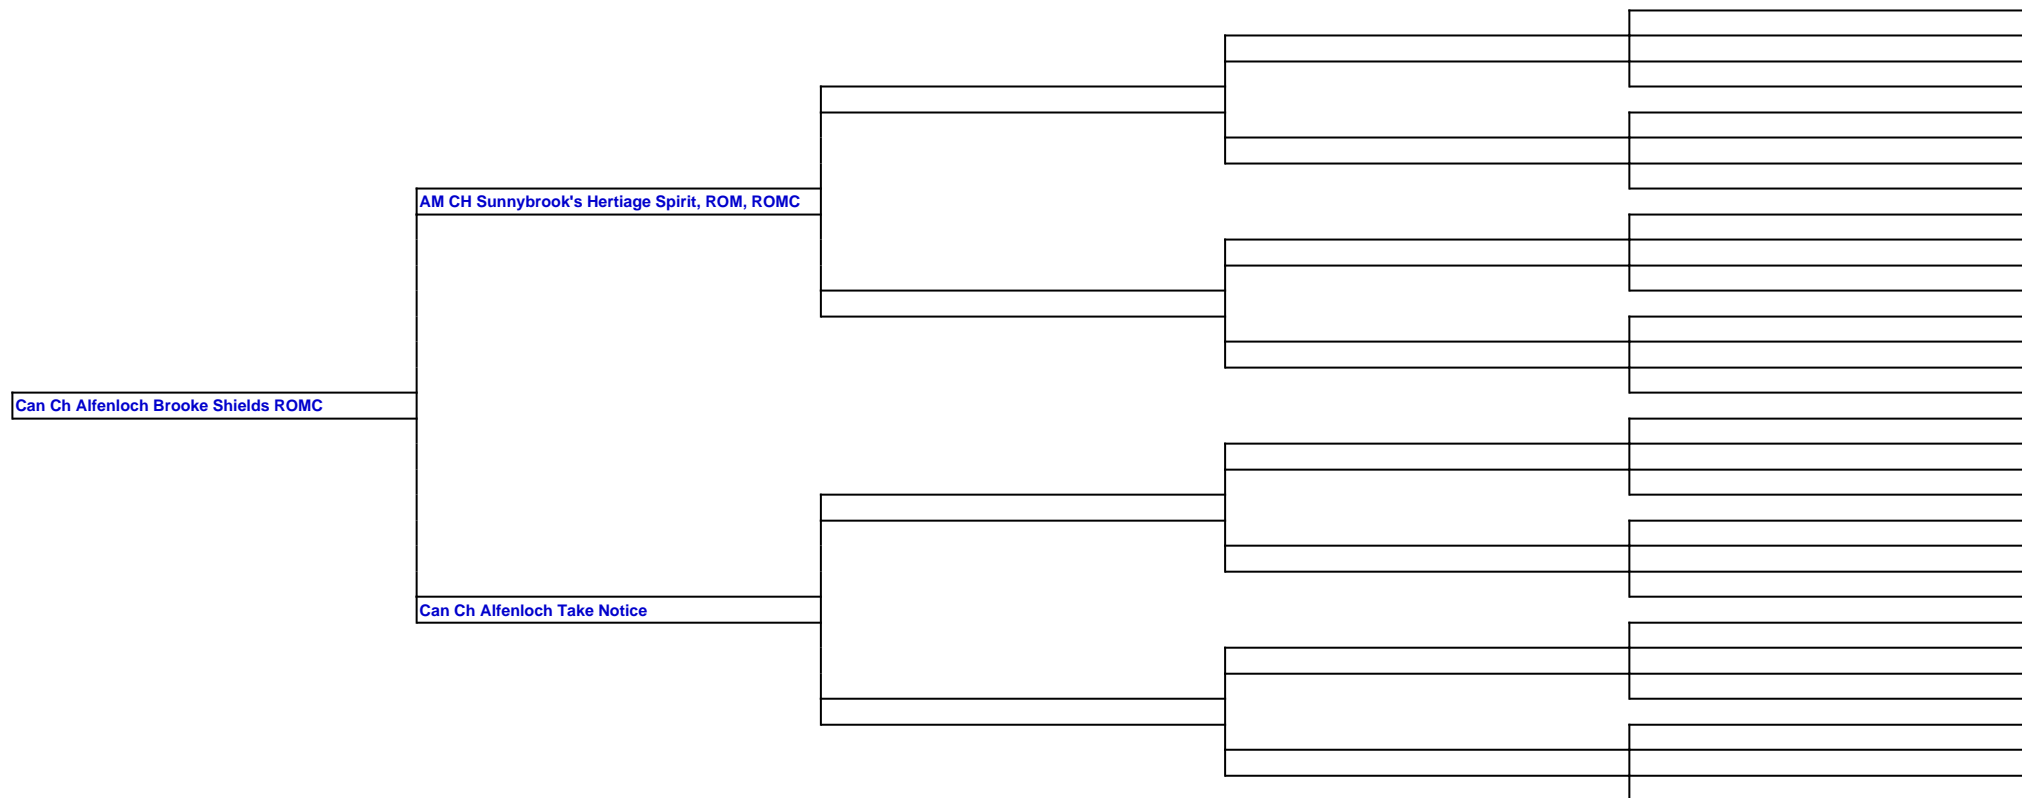 AM CH Sunnybrook's Hertiage Spirit, ROM, ROMC
Can Ch Alfenloch Brooke Shields ROMC
Can Ch Alfenloch Take Notice